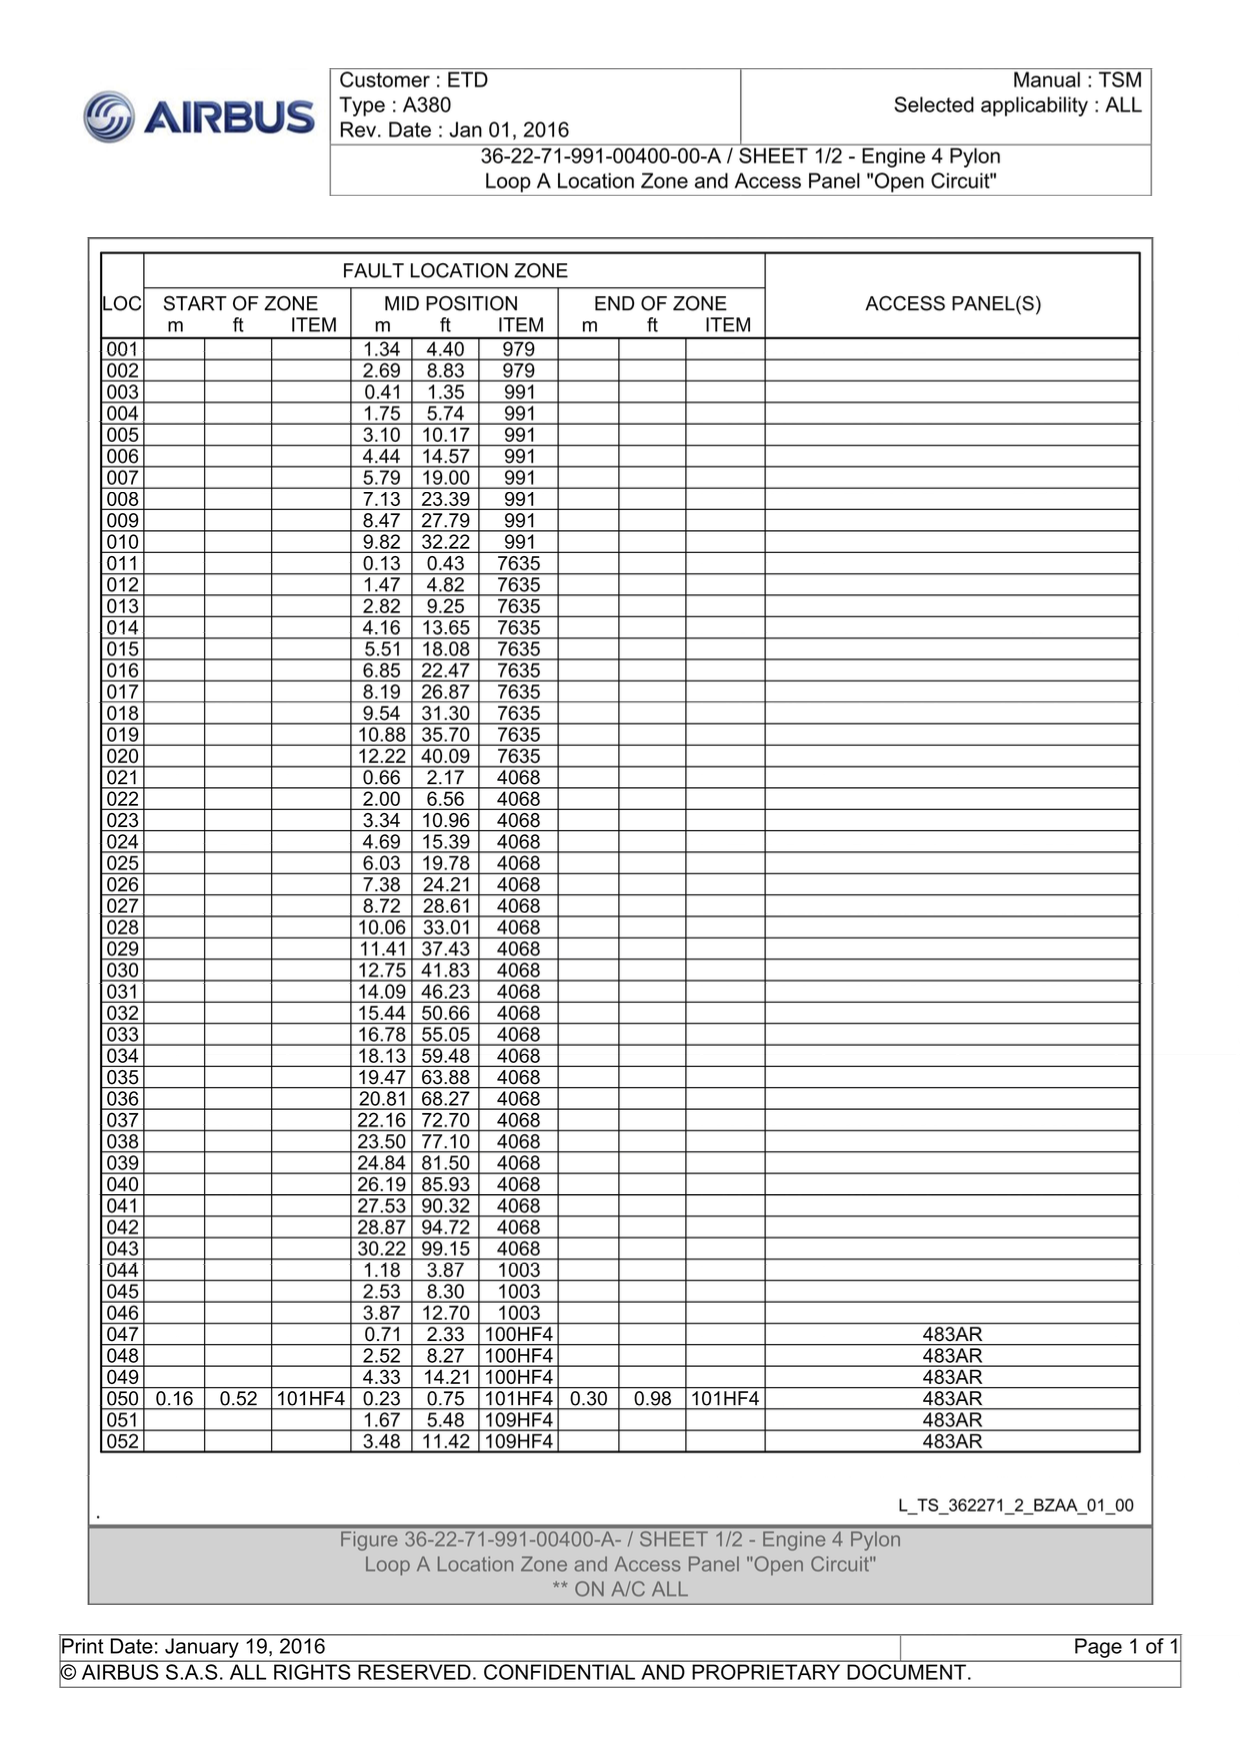 AIRBUS
Customer : ETD
Type : A380
Rev. Date : Jan 01, 2016
Manual : TSM
Selected applicability : ALL
36-22-71-991-00400-00-A / SHEET 1/2 - Engine 4 Pylon
Loop A Location Zone and Access Panel "Open Circuit"
FAULT LOCATION ZONE
LOC START OF ZONE MID POSITION END OF ZONE ACCESS PANEL(S)
m ft ITEM m ft ITEM m ft ITEM
001 1.34 4.40 979
002 2.69 8.83 979
003 0.41 1.35 991
004 1.75 5.74 991
005 3.10 10.17 991
006 4.44 14.57 991
007 5.79 19.00 991
008 7.13 23.39 991
009 8.47 27.79 991
010 9.82 32.22 991
011 0.13 0.43 7635
012 1.47 4.82 7635
013 2.82 9.25 7635
014 4.16 13.65 7635
015 5.51 18.08 7635
016 6.85 22.47 7635
017 8.19 26.87 7635
018 9.54 31.30 7635
019 10.88 35.70 7635
020 12.22 40.09 7635
021 0.66 2.17 4068
022 2.00 6.56 4068
023 3.34 10.96 4068
024 4.69 15.39 4068
025 6.03 19.78 4068
026 7.38 24.21 4068
027 8.72 28.61 4068
028 10.06 33.01 4068
029 11.41 37.43 4068
030 12.75 41.83 4068
031 14.09 46.23 4068
032 15.44 50.66 4068
033 16.78 55.05 4068
034 18.13 59.48 4068
035 19.47 63.88 4068
036 20.81 68.27 4068
037 22.16 72.70 4068
038 23.50 77.10 4068
039 24.84 81.50 4068
040 26.19 85.93 4068
041 27.53 90.32 4068
042 28.87 94.72 4068
043 30.22 99.15 4068
044 1.18 3.87 1003
045 2.53 8.30 1003
046 3.87 12.70 1003
047 0.71 2.33 100HF4 483AR
048 2.52 8.27 100HF4 483AR
049 4.33 14.21 100HF4 483AR
050 0.16 0.52 101HF4 0.23 0.75 101HF4 0.30 0.98 101HF4 483AR
051 1.67 5.48 109HF4 483AR
052 3.48 11.42 109HF4 483AR
L_TS_362271_2_BZAA_01_00
.
Figure 36-22-71-991-00400-A- / SHEET 1/2 - Engine 4 Pylon
Loop A Location Zone and Access Panel "Open Circuit"
** ON A/C ALL
Print Date: January 19, 2016 Page 1 of 1
© AIRBUS S.A.S. ALL RIGHTS RESERVED. CONFIDENTIAL AND PROPRIETARY DOCUMENT.